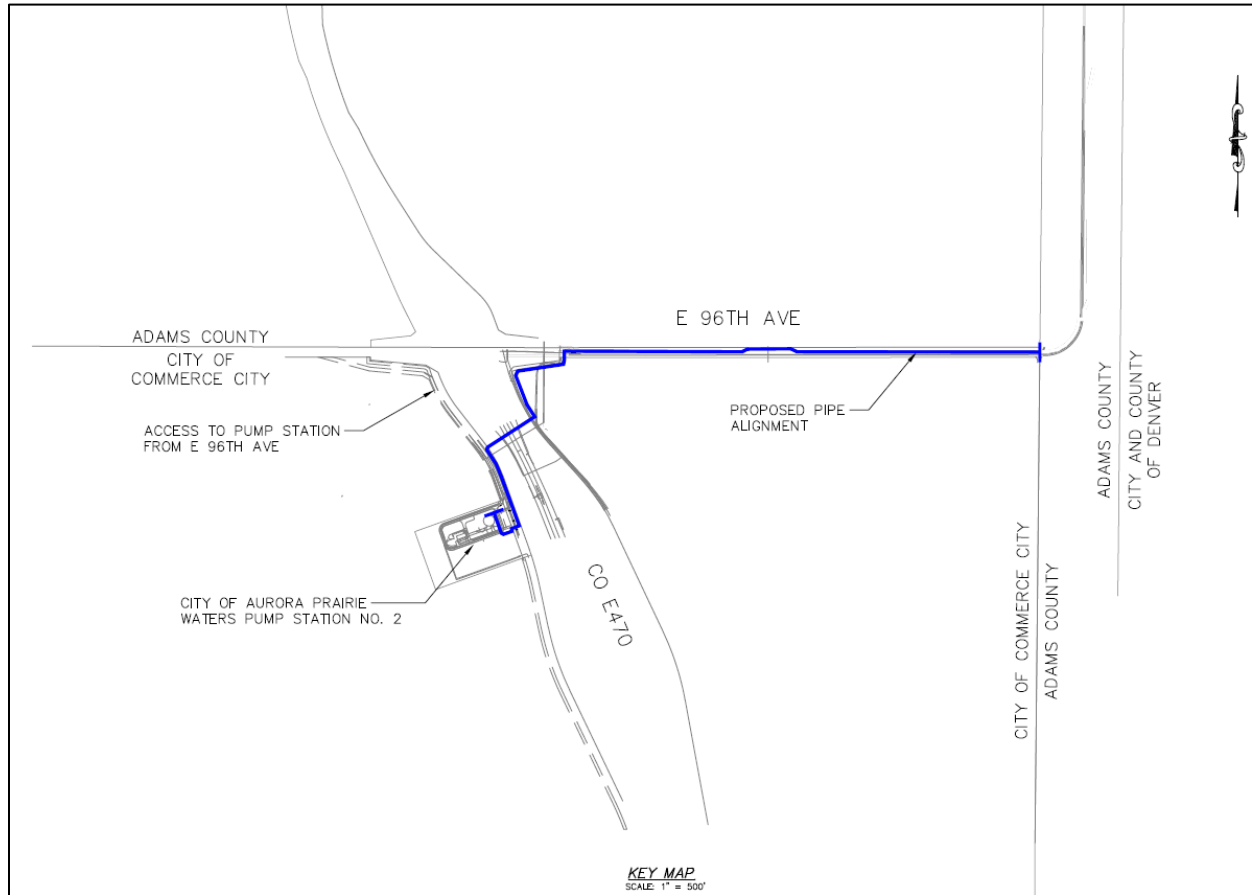 E 96TH AVE
ADAMS COUNTY
CITY OF
COMMERCE CITY
ACCESS TO PUMP STATION
FROM E 96TH AVE
PROPOSED PIPE
ALIGNMENT
ADAMS COUNTY
CITY AND COUNTY
OF DENVER
CITY OF AURORA PRAIRIE
WATERS PUMP STATION NO. 2
CO E470
CITY OF COMMERCE CITY
ADAMS COUNTY
KEY MAP
SCALE: 1" = 500'